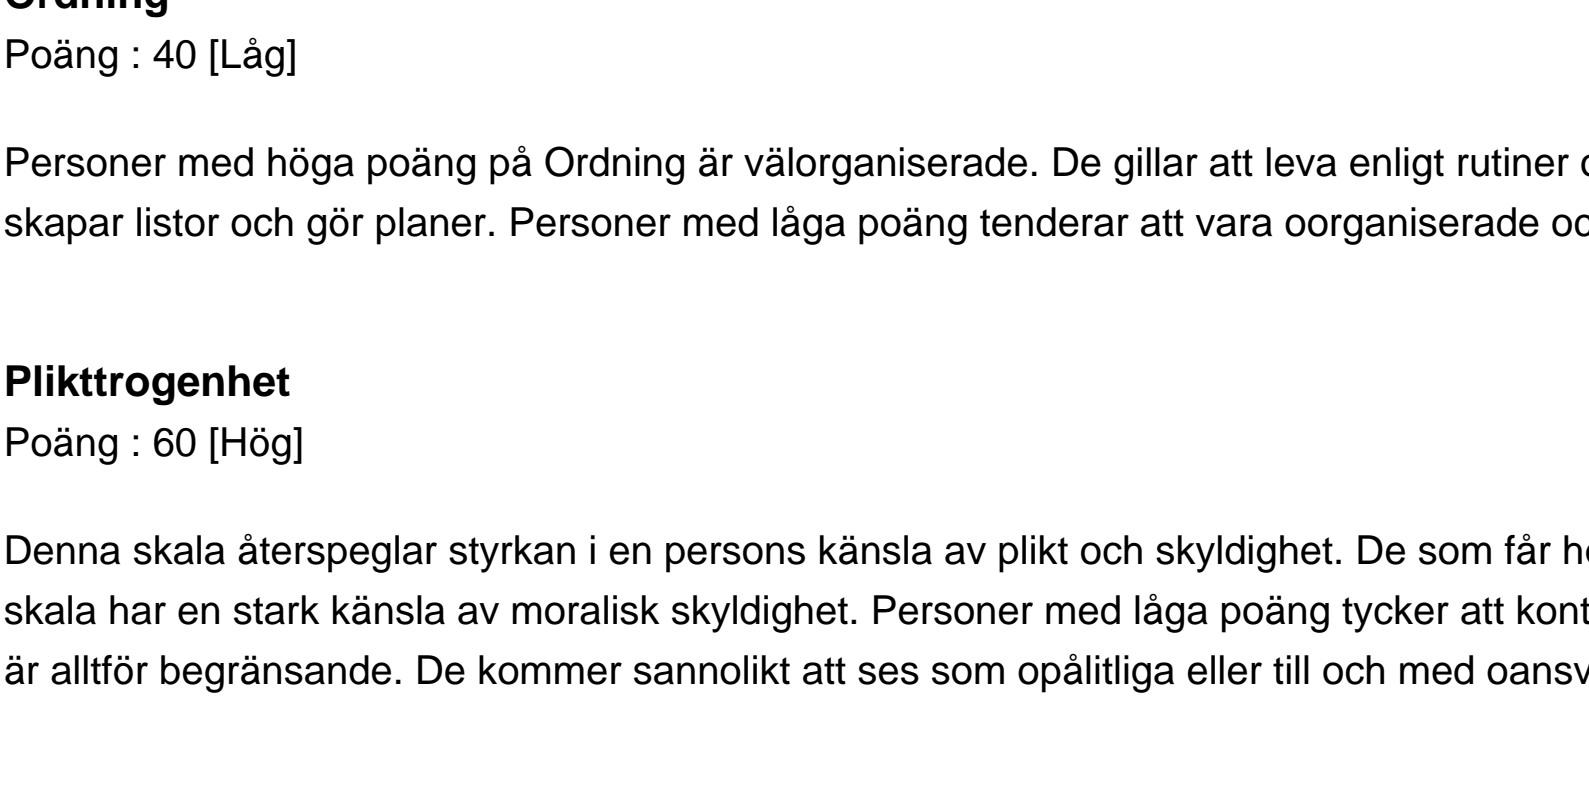 Ordning
Poäng : 40 [Låg]
Personer med höga poäng på Ordning är välorganiserade. De gillar att leva enligt rutiner
skapar listor och gör planer. Personer med låga poäng tenderar att vara oorganiserade
Plikttrogenhet
Poäng : 60 [Hög]
Denna skala återspeglar styrkan i en persons känsla av plikt och skyldighet. De som får
skala har en stark känsla av moralisk skyldighet. Personer med låga poäng tycker att
är alltför begränsande. De kommer sannolikt att ses som opålitliga eller till och med